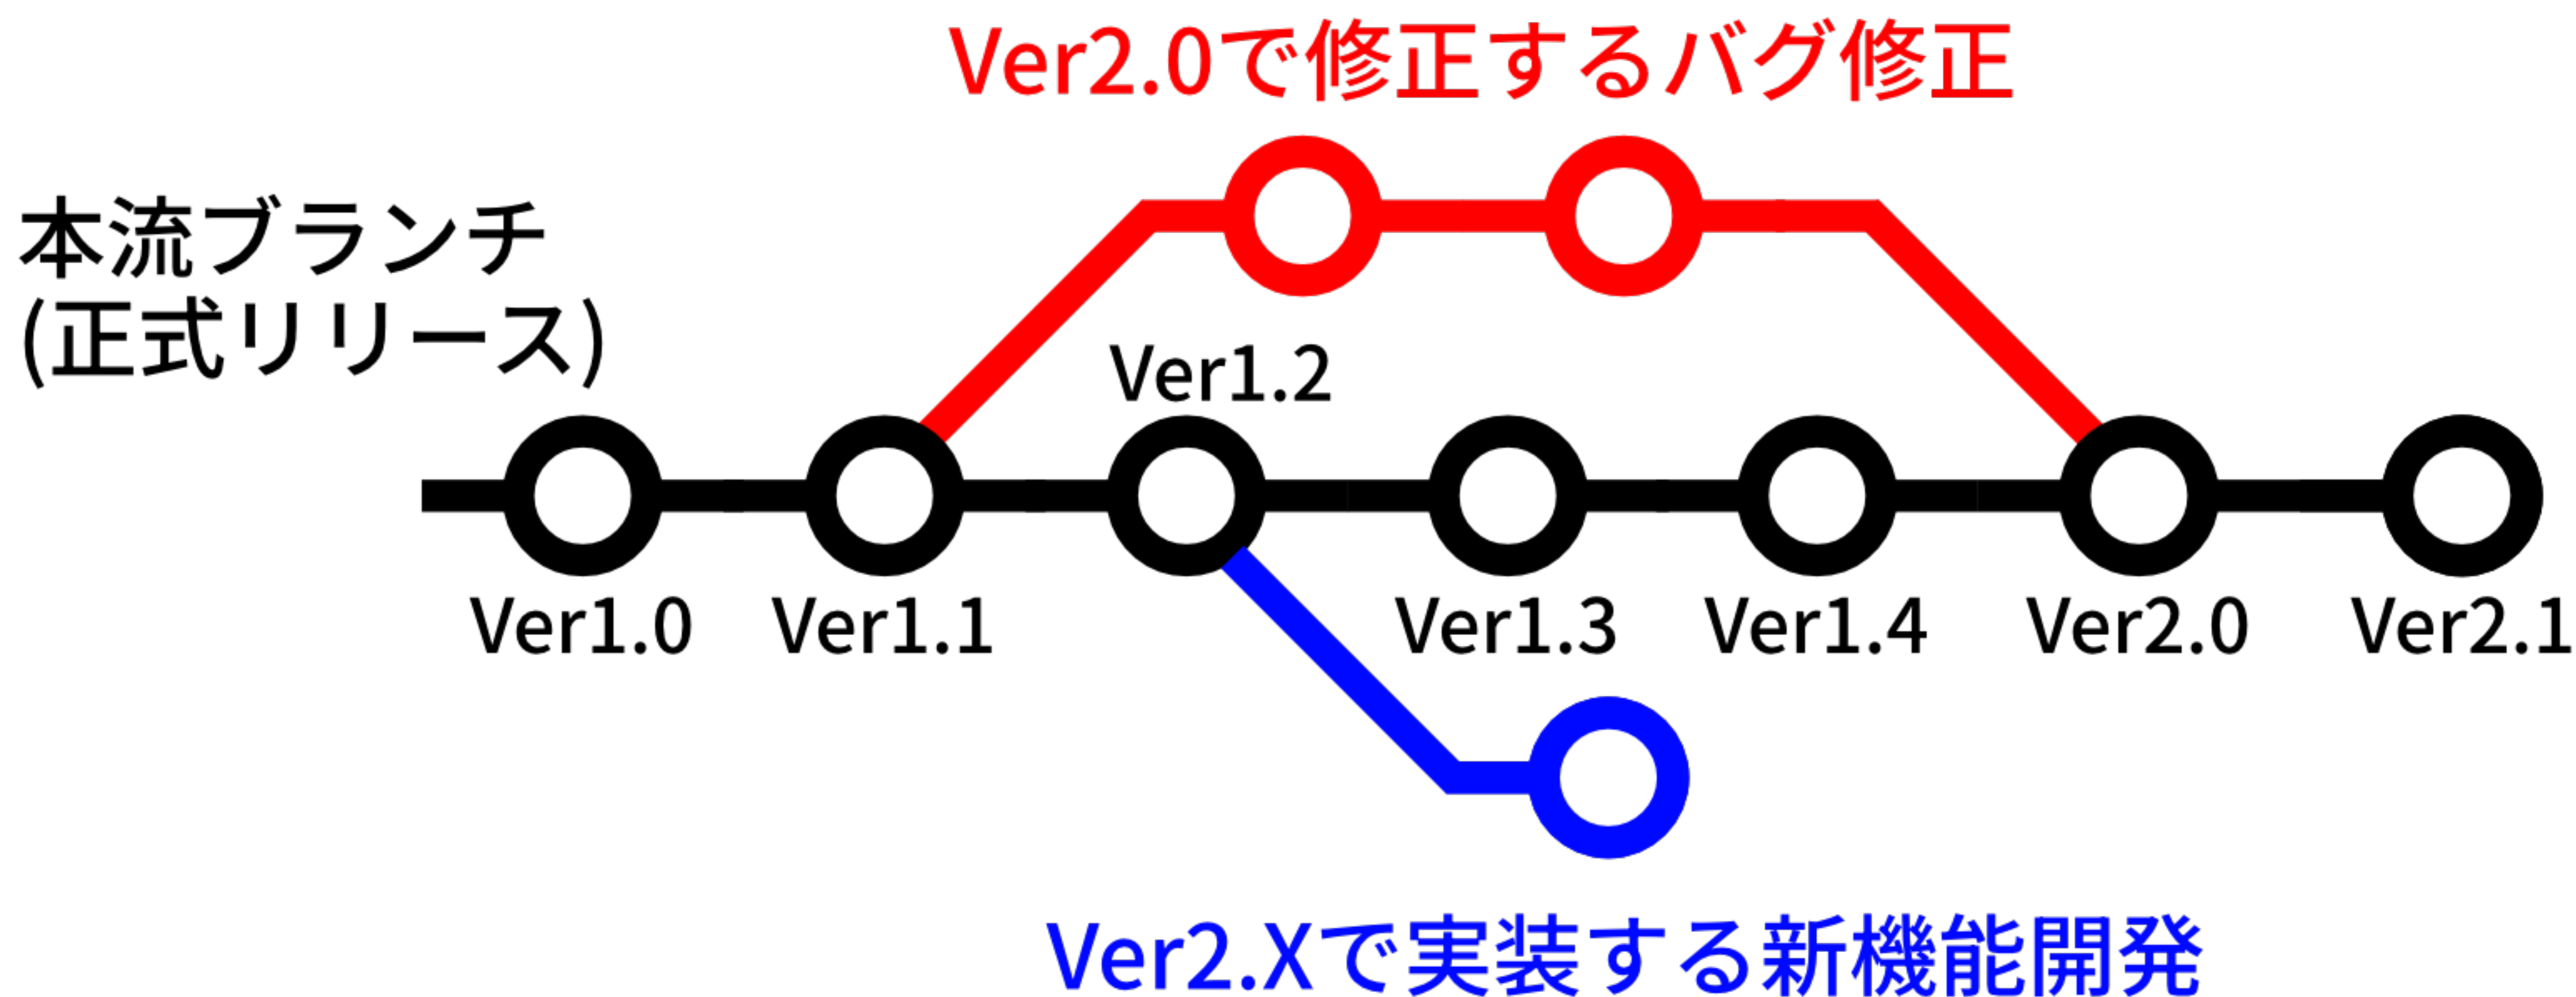 Ver2.0で修正するバグ修正
本流ブランチ
(正式リリース)
Ver1.2
Ver1.0
Ver1.1
Ver1.3
Ver1.4
Ver2.0
Ver2.1
Ver2.Xで実装する新機能開発